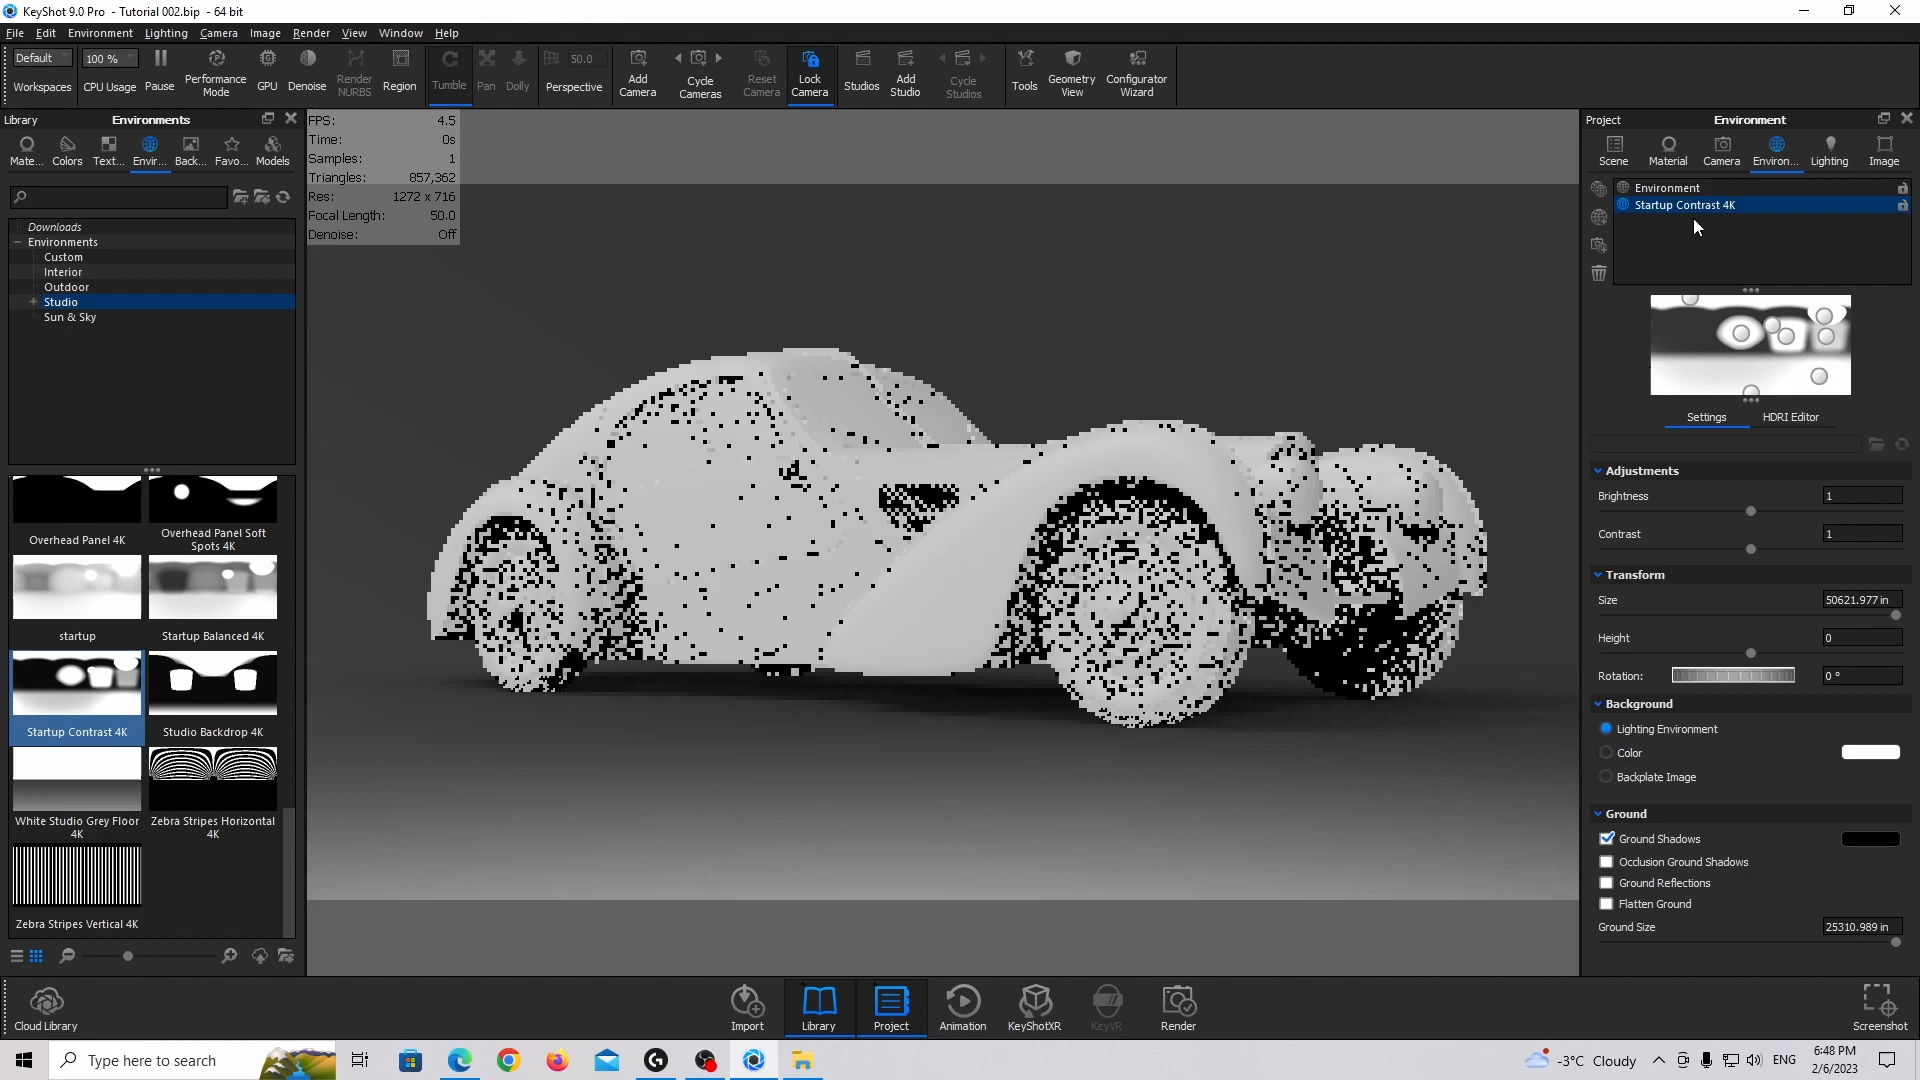 KeyShot 9.0 Pro - Tutorial 002.bip - 64 bit
File Edit Environment Lighting Camera Image Render View Window Help
Default 100 % 50.0
Workspaces CPU Usage Pause Performance Mode GPU Denoise Render NURBS Region Tumble Pan Dolly Perspective Add Camera Cycle Cameras Reset Camera Lock Camera Studios Add Studio Cycle Studios Tools Geometry View Configurator Wizard
Library Environments
Mate... Colors Text... Envir... Back... Favo... Models
Downloads
Environments
Custom
Interior
Outdoor
Studio
Sun & Sky
Overhead Panel 4K
Overhead Panel Soft Spots 4K
startup
Startup Balanced 4K
Startup Contrast 4K
Studio Backdrop 4K
White Studio Grey Floor 4K
Zebra Stripes Horizontal 4K
Zebra Stripes Vertical 4K
FPS: 4.5
Time: 0s
Samples: 1
Triangles: 857,362
Res: 1272 x 716
Focal Length: 50.0
Denoise: Off
Project Environment
Scene Material Camera Environ... Lighting Image
Environment
Startup Contrast 4K
Settings HDRI Editor
Adjustments
Brightness 1
Contrast 1
Transform
Size 50621.977 in
Height 0
Rotation: 0 °
Background
Lighting Environment
Color
Backplate Image
Ground
Ground Shadows
Occlusion Ground Shadows
Ground Reflections
Flatten Ground
Ground Size 25310.989 in
Cloud Library Import Library Project Animation KeyShotXR KeyVR Render Screenshot
Type here to search
-3°C Cloudy
ENG
6:48 PM
2/6/2023